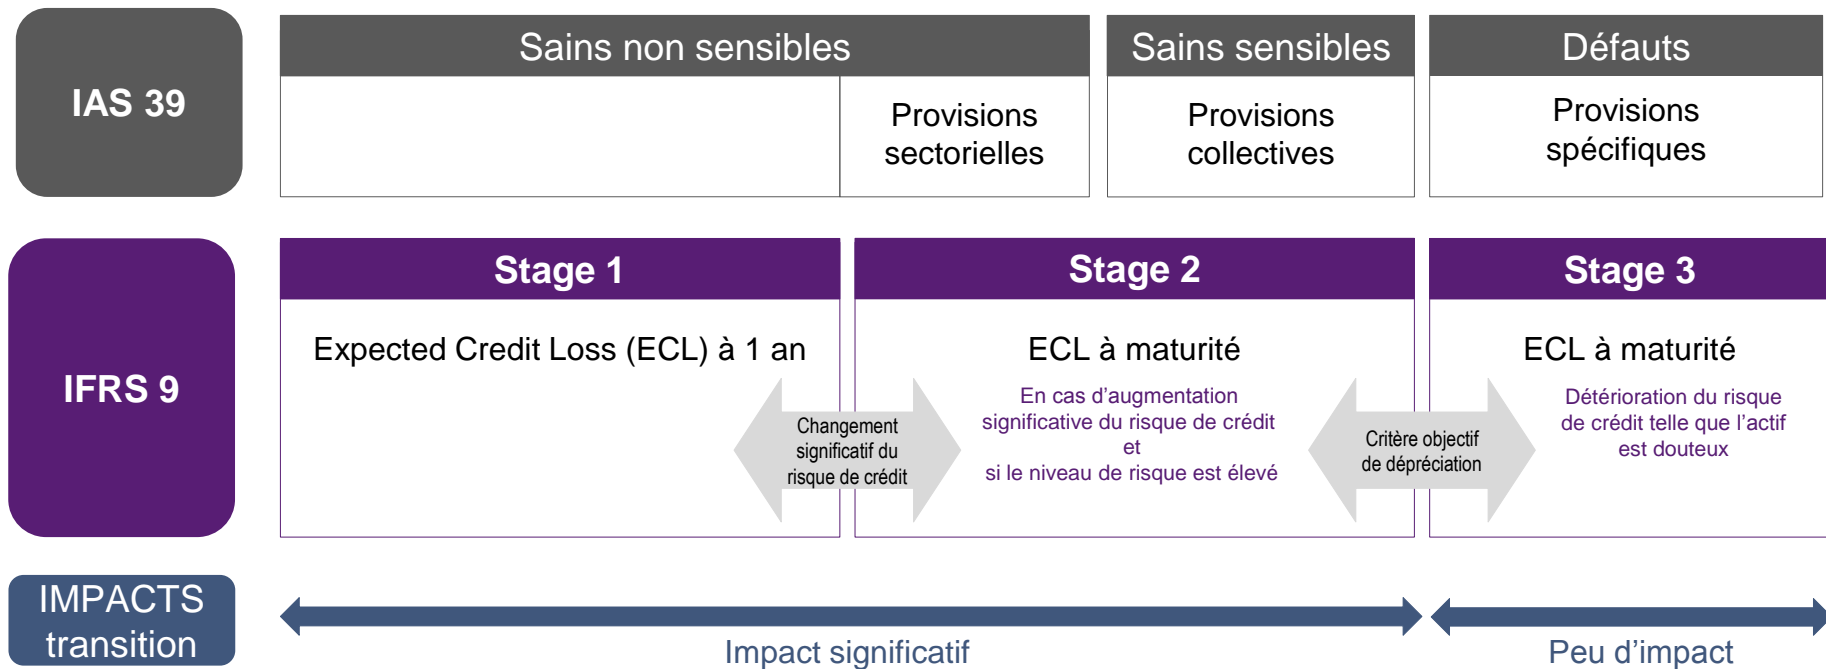 IAS 39
Sains non sensibles
Sains sensibles
Défauts
Provisions
sectorielles
Provisions
collectives
Provisions
spécifiques
IFRS 9
Stage 1
Stage 2
Stage 3
Expected Credit Loss (ECL) à 1 an
ECL à maturité
ECL à maturité
Changement
significatif du
risque de crédit
En cas d’augmentation
significative du risque de crédit
et
si le niveau de risque est élevé
Critère objectif
de dépréciation
Détérioration du risque
de crédit telle que l’actif
est douteux
IMPACTS
transition
Impact significatif
Peu d’impact